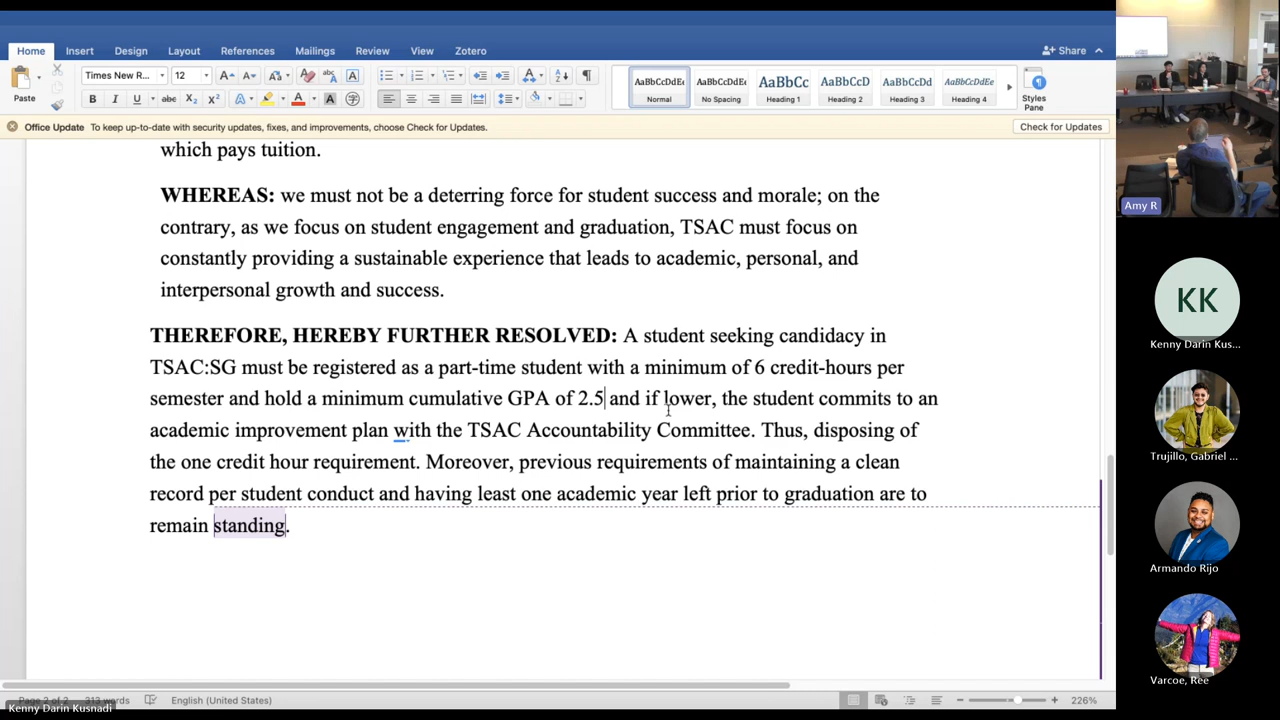 Home Insert Design Layout References Mailings Review View Zotero Share
Times New R... 12
Paste
AaBbCcDdEe AaBbCcDdEe AaBbCc AaBbCcD AaBbCcDd AaBbCcDdEe
Normal No Spacing Heading 1 Heading 2 Heading 3 Heading 4 Styles Pane
Office Update To keep up-to-date with security updates, fixes, and improvements, choose Check for Updates. Check for Updates
which pays tuition.
WHEREAS: we must not be a deterring force for student success and morale; on the
contrary, as we focus on student engagement and graduation, TSAC must focus on
constantly providing a sustainable experience that leads to academic, personal, and
interpersonal growth and success.
THEREFORE, HEREBY FURTHER RESOLVED: A student seeking candidacy in
TSAC:SG must be registered as a part-time student with a minimum of 6 credit-hours per
semester and hold a minimum cumulative GPA of 2.5 and if lower, the student commits to an
academic improvement plan with the TSAC Accountability Committee. Thus, disposing of
the one credit hour requirement. Moreover, previous requirements of maintaining a clean
record per student conduct and having least one academic year left prior to graduation are to
remain standing.
Page 2 of 2 313 words English (United States) 226%
Kenny Darin Kusnadi
Amy R
KK
Kenny Darin Kus...
Trujillo, Gabriel ...
Armando Rijo
Varcoe, Ree